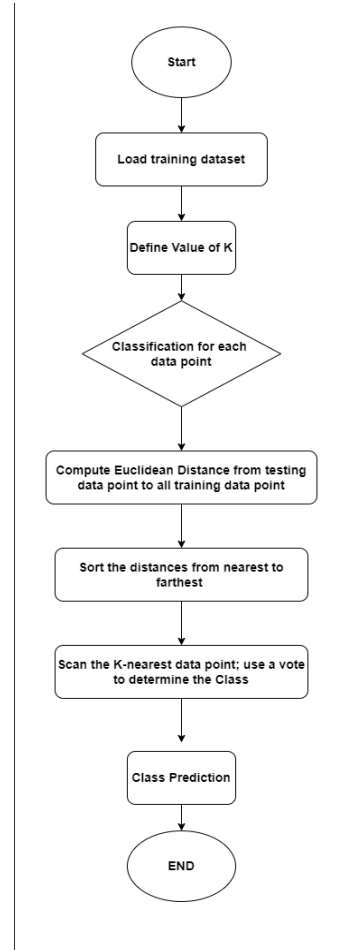 Start
Load training dataset
Define Value of K
Classification for each
data point
Compute Euclidean Distance from testing
data point to all training data point
Sort the distances from nearest to
farthest
Scan the K-nearest data point; use a vote
to determine the Class
Class Prediction
END